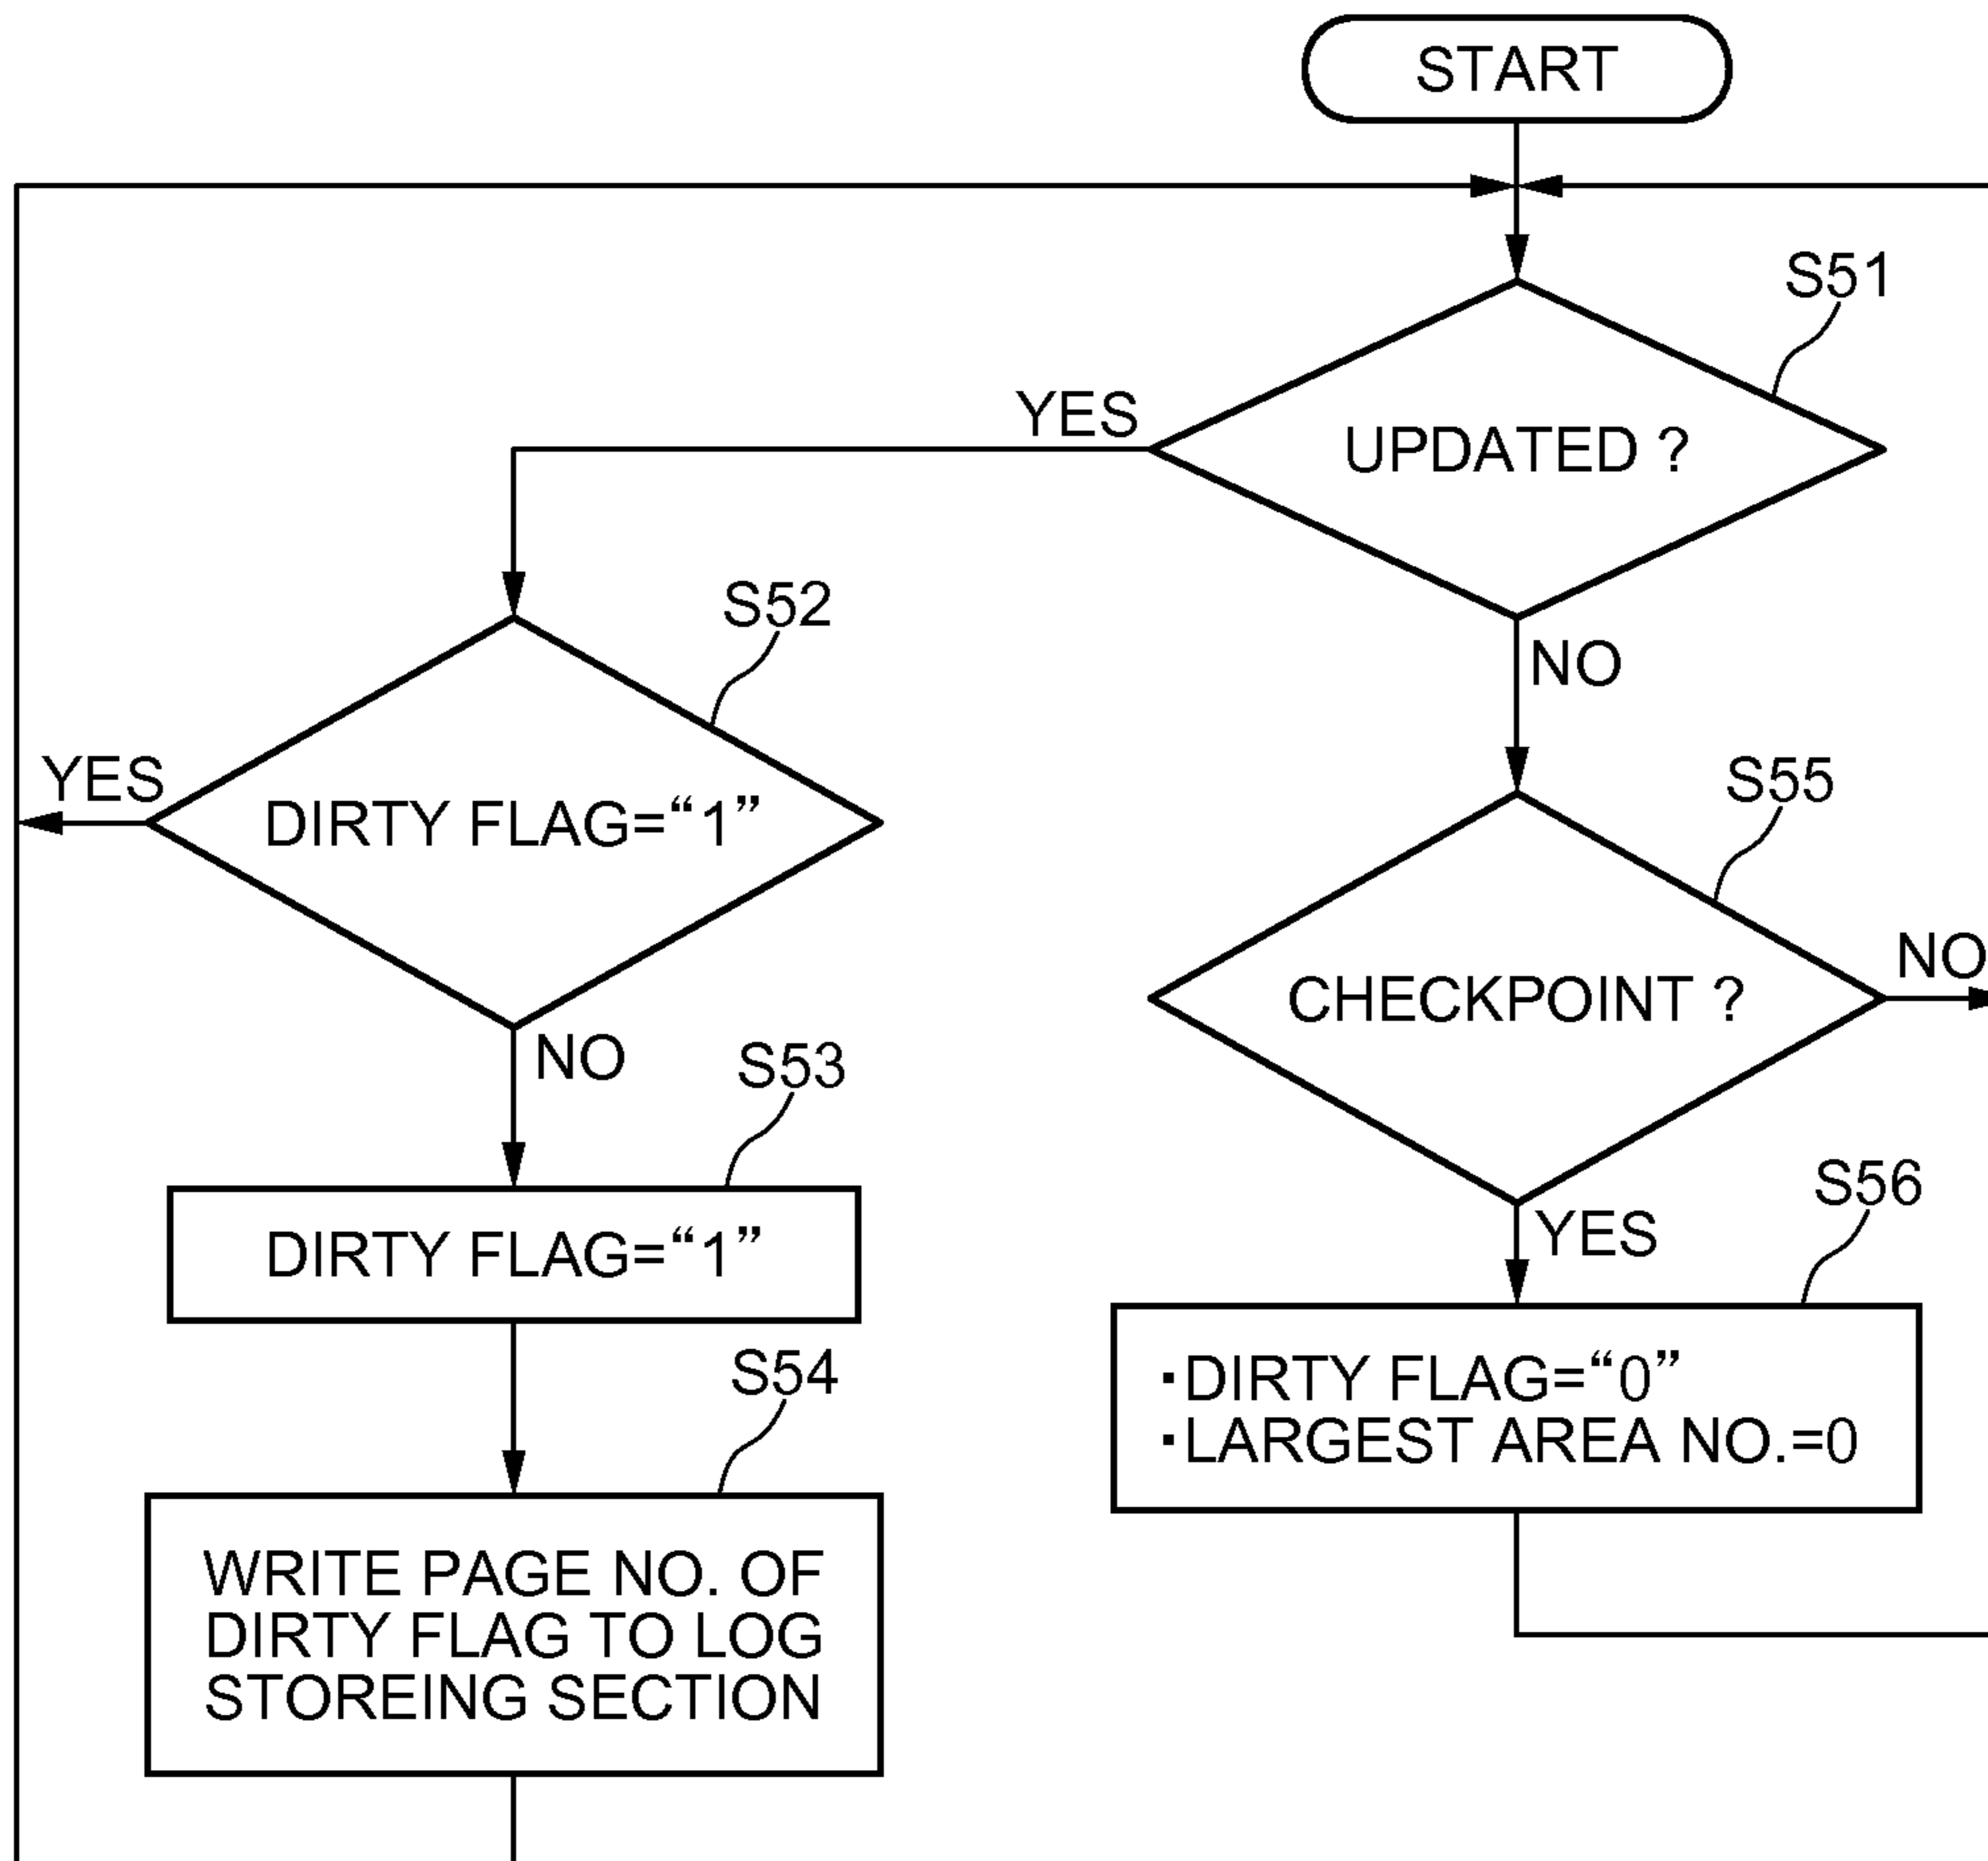 START
S51
YES
UPDATED ?
S52
NO
YES
DIRTY FLAG=“1”
S55
NO
CHECKPOINT ?
NO
S53
DIRTY FLAG=“1”
S56
YES
・DIRTY FLAG=“0”
・LARGEST AREA NO.=0
S54
WRITE PAGE NO. OF
DIRTY FLAG TO LOG
STOREING SECTION